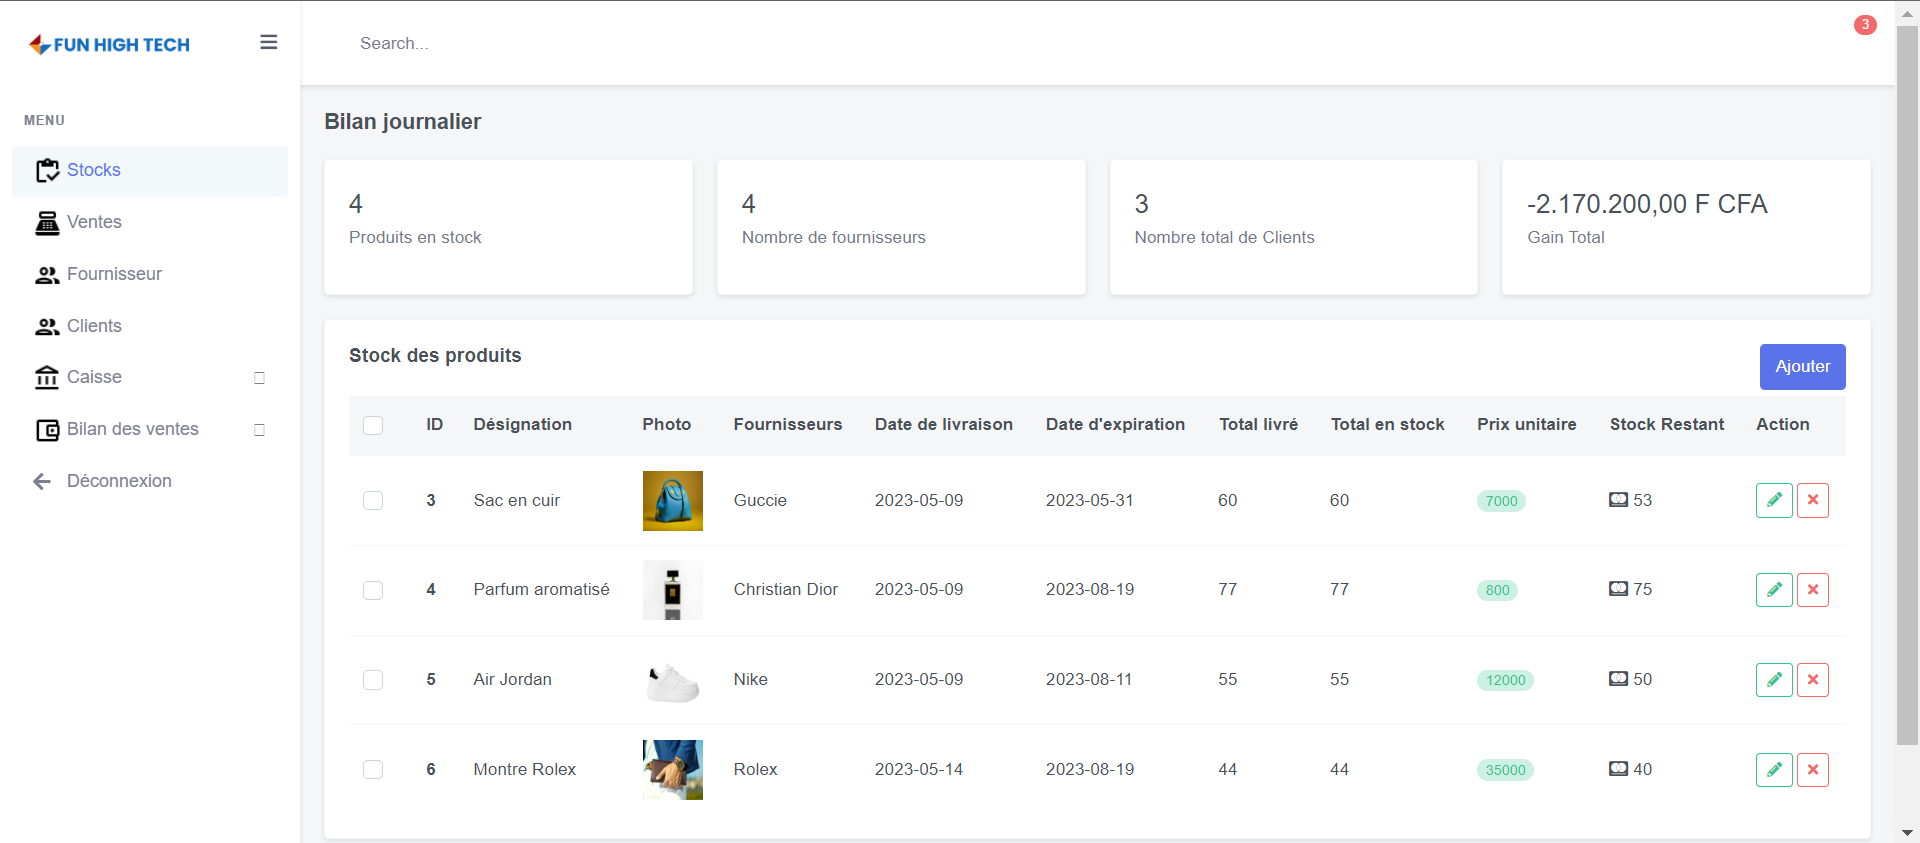 FUN HIGH TECH
Search...
3
MENU
Stocks
Ventes
Fournisseur
Clients
Caisse
Bilan des ventes
Déconnexion
Bilan journalier
4
Produits en stock
4
Nombre de fournisseurs
3
Nombre total de Clients
-2.170.200,00 F CFA
Gain Total
Stock des produits
Ajouter
ID Désignation Photo Fournisseurs Date de livraison Date d'expiration Total livré Total en stock Prix unitaire Stock Restant Action
3 Sac en cuir Guccie 2023-05-09 2023-05-31 60 60 7000 53
4 Parfum aromatisé Christian Dior 2023-05-09 2023-08-19 77 77 800 75
5 Air Jordan Nike 2023-05-09 2023-08-11 55 55 12000 50
6 Montre Rolex Rolex 2023-05-14 2023-08-19 44 44 35000 40